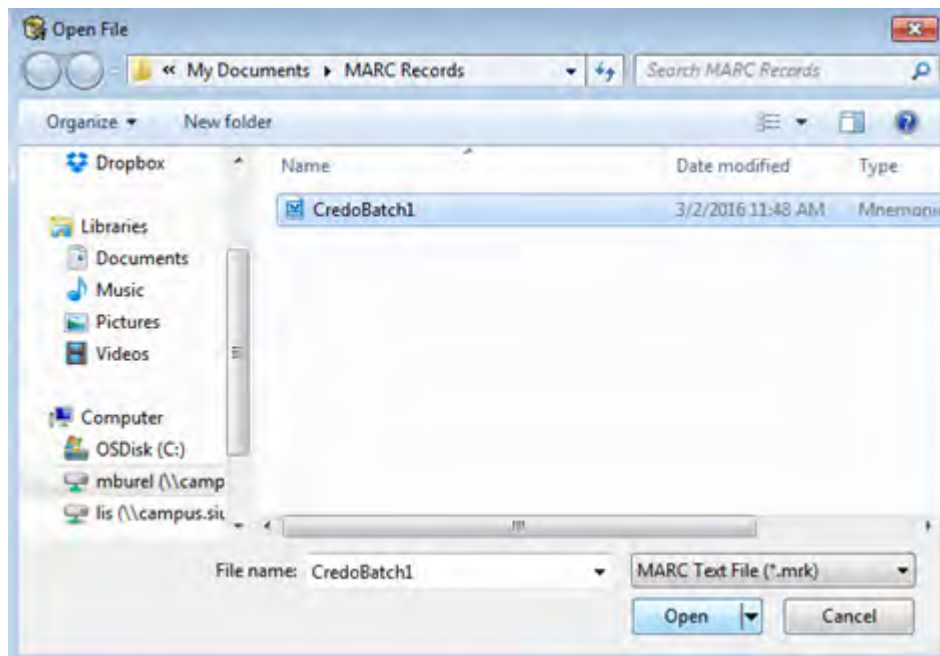 Open File
« My Documents ▸ MARC Records
Search MARC Records
Organize
New folder
Dropbox
Name
Date modified
Type
CredoBatch1
3/2/2016 11:48 AM
Mnemoni
Libraries
Documents
Music
Pictures
Videos
Computer
OSDisk (C:)
mburel (\\camp
lis (\\campus.siu
File name: CredoBatch1
MARC Text File (*.mrk)
Open
Cancel